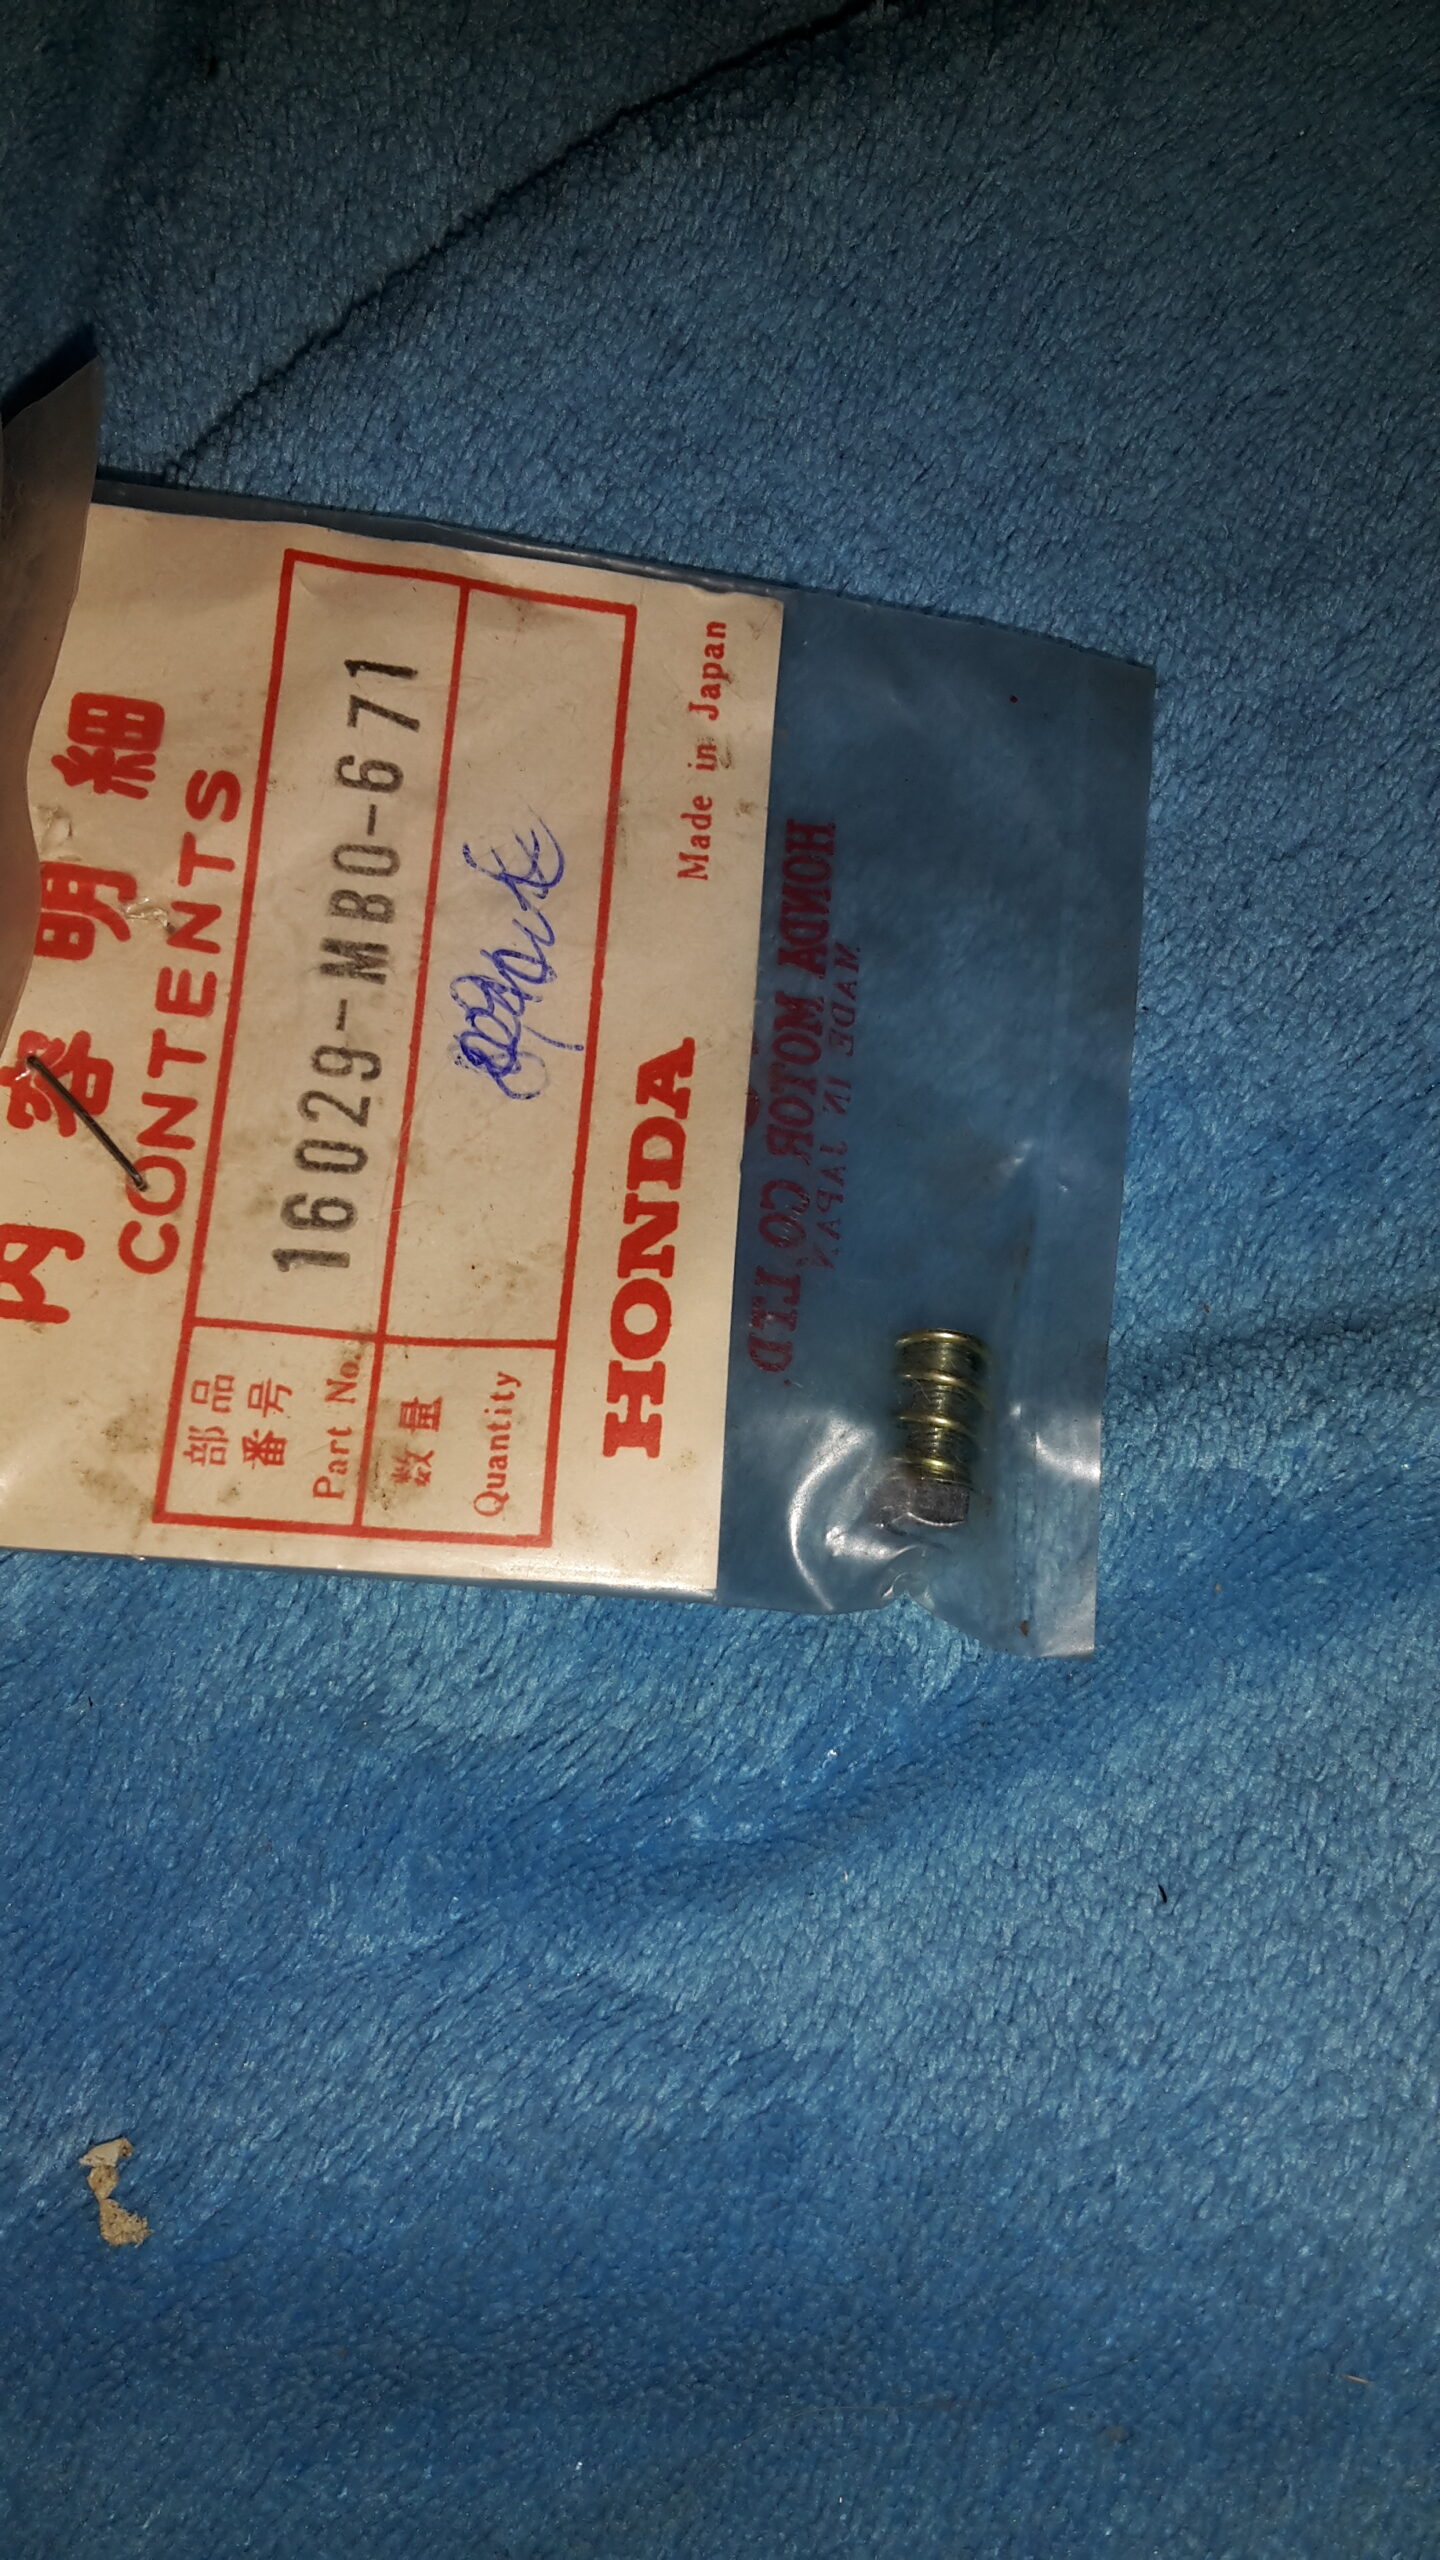 内容明細
CONTENTS
部品
番号
Part No.
16029-MB0-671
数量
Quantity
HONDA
Made in Japan
HONDA MOTOR CO. LTD.
MADE IN JAPAN